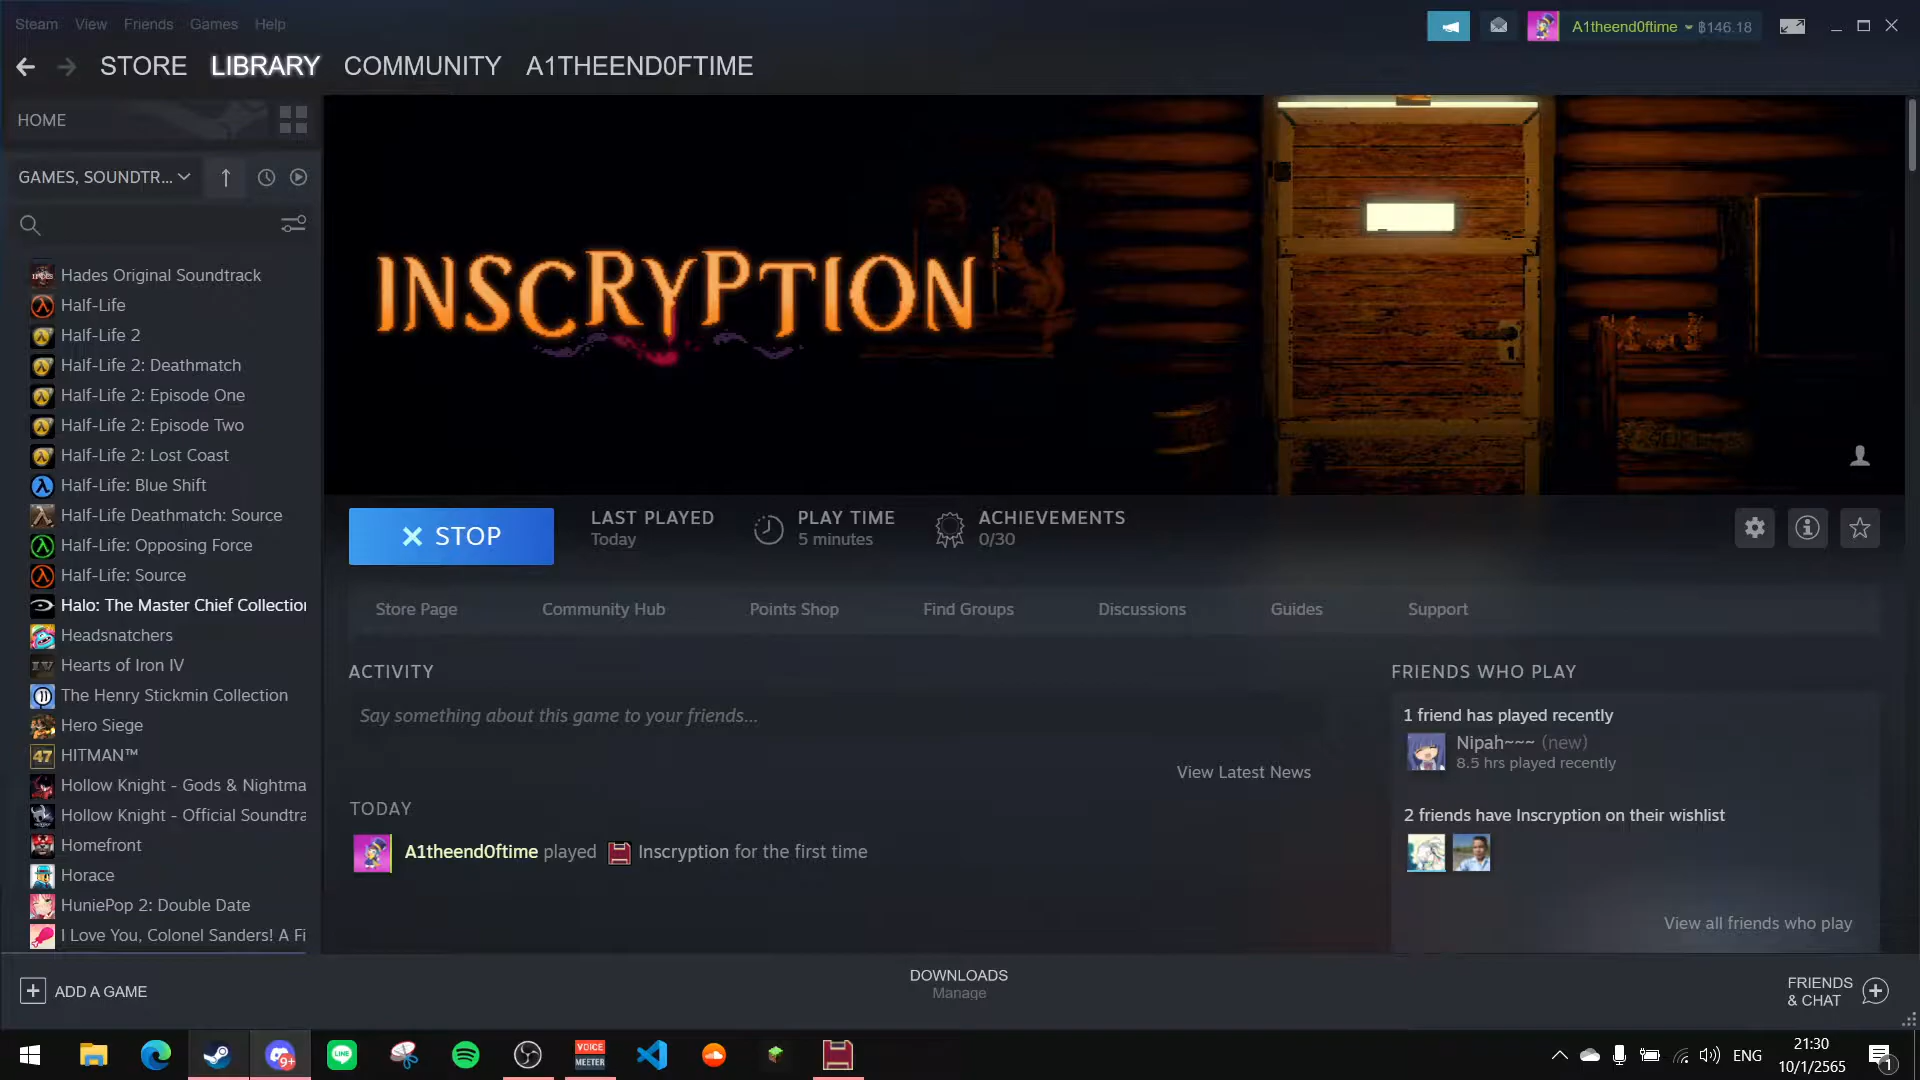 Steam View Friends Games Help
A1theend0ftime ฿146.18
STORE LIBRARY COMMUNITY A1THEEND0FTIME
HOME
GAMES, SOUNDTR...
Hades Original Soundtrack
Half-Life
Half-Life 2
Half-Life 2: Deathmatch
Half-Life 2: Episode One
Half-Life 2: Episode Two
Half-Life 2: Lost Coast
Half-Life: Blue Shift
Half-Life Deathmatch: Source
Half-Life: Opposing Force
Half-Life: Source
Halo: The Master Chief Collection
Headsnatchers
Hearts of Iron IV
The Henry Stickmin Collection
Hero Siege
HITMAN™
Hollow Knight - Gods & Nightma
Hollow Knight - Official Soundtra
Homefront
Horace
HuniePop 2: Double Date
I Love You, Colonel Sanders! A Fi
INSCRYPTION
STOP
LAST PLAYED
Today
PLAY TIME
5 minutes
ACHIEVEMENTS
0/30
Store Page Community Hub Points Shop Find Groups Discussions Guides Support
ACTIVITY
Say something about this game to your friends...
View Latest News
TODAY
A1theend0ftime played Inscryption for the first time
FRIENDS WHO PLAY
1 friend has played recently
Nipah~~~ (new)
8.5 hrs played recently
2 friends have Inscryption on their wishlist
View all friends who play
ADD A GAME
DOWNLOADS
Manage
FRIENDS
& CHAT
9+
LINE
VOICE
MEETER
ENG
21:30
10/1/2565
1